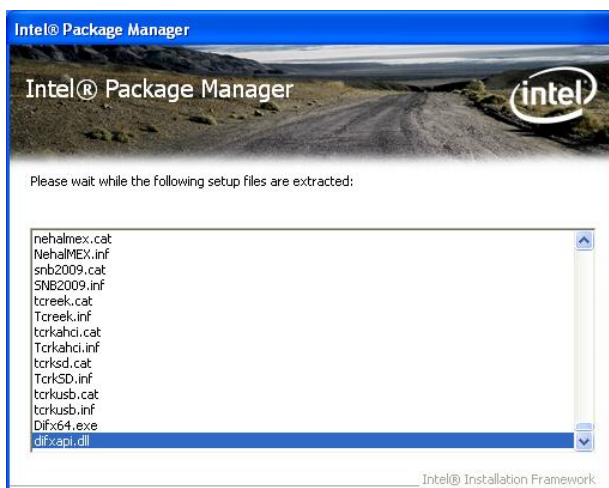 Intel® Package Manager
Intel® Package Manager
intel
Please wait while the following setup files are extracted:
nehalmex.cat
NehalMEX.inf
snb2009.cat
SNB2009.inf
tcreek.cat
Tcreek.inf
tcrkahci.cat
Tcrkahci.inf
tcrksd.cat
TcrkSD.inf
tcrkusb.cat
tcrkusb.inf
Difx64.exe
difxapi.dll
Intel® Installation Framework